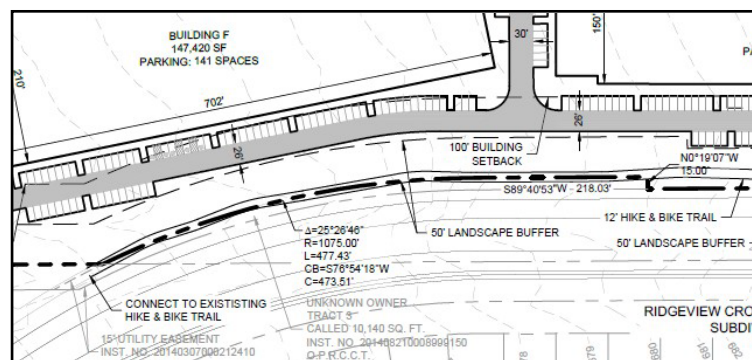 BUILDING F
147,420 SF
PARKING: 141 SPACES
30'
150'
PA
210'
702'
26'
26'
100' BUILDING
SETBACK
N0°19'07"W
15.00'
S89°40'53"W - 218.03'
12' HIKE & BIKE TRAIL
50' LANDSCAPE BUFFER
50' LANDSCAPE BUFFER
Δ=25°26'46"
R=1075.00'
L=477.43'
CB=S76°54'18"W
C=473.51'
CONNECT TO EXISTISTING
HIKE & BIKE TRAIL
UNKNOWN OWNER
TRACT 3
CALLED 10,140 SQ. FT.
INST. NO. 20140821000899150
O.P.R.C.C.T.
15' UTILITY EASEMENT
INST. NO. 20140307000212410
RIDGEVIEW CRO
SUBDI